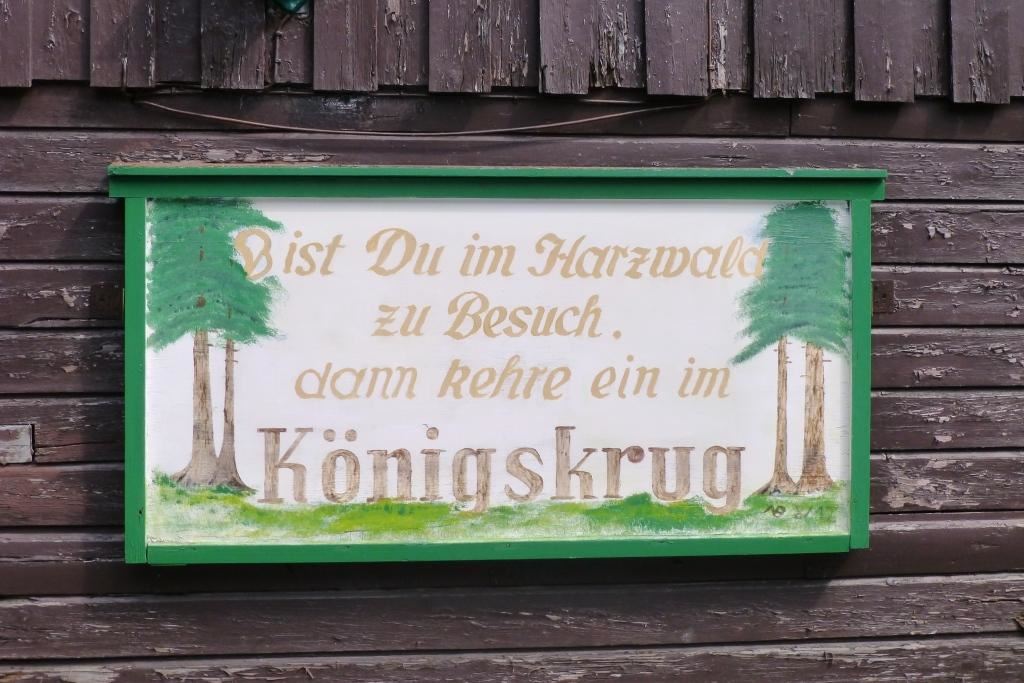 Bist Du im Harzwald
zu Besuch.
dann kehre ein im
Königskrug